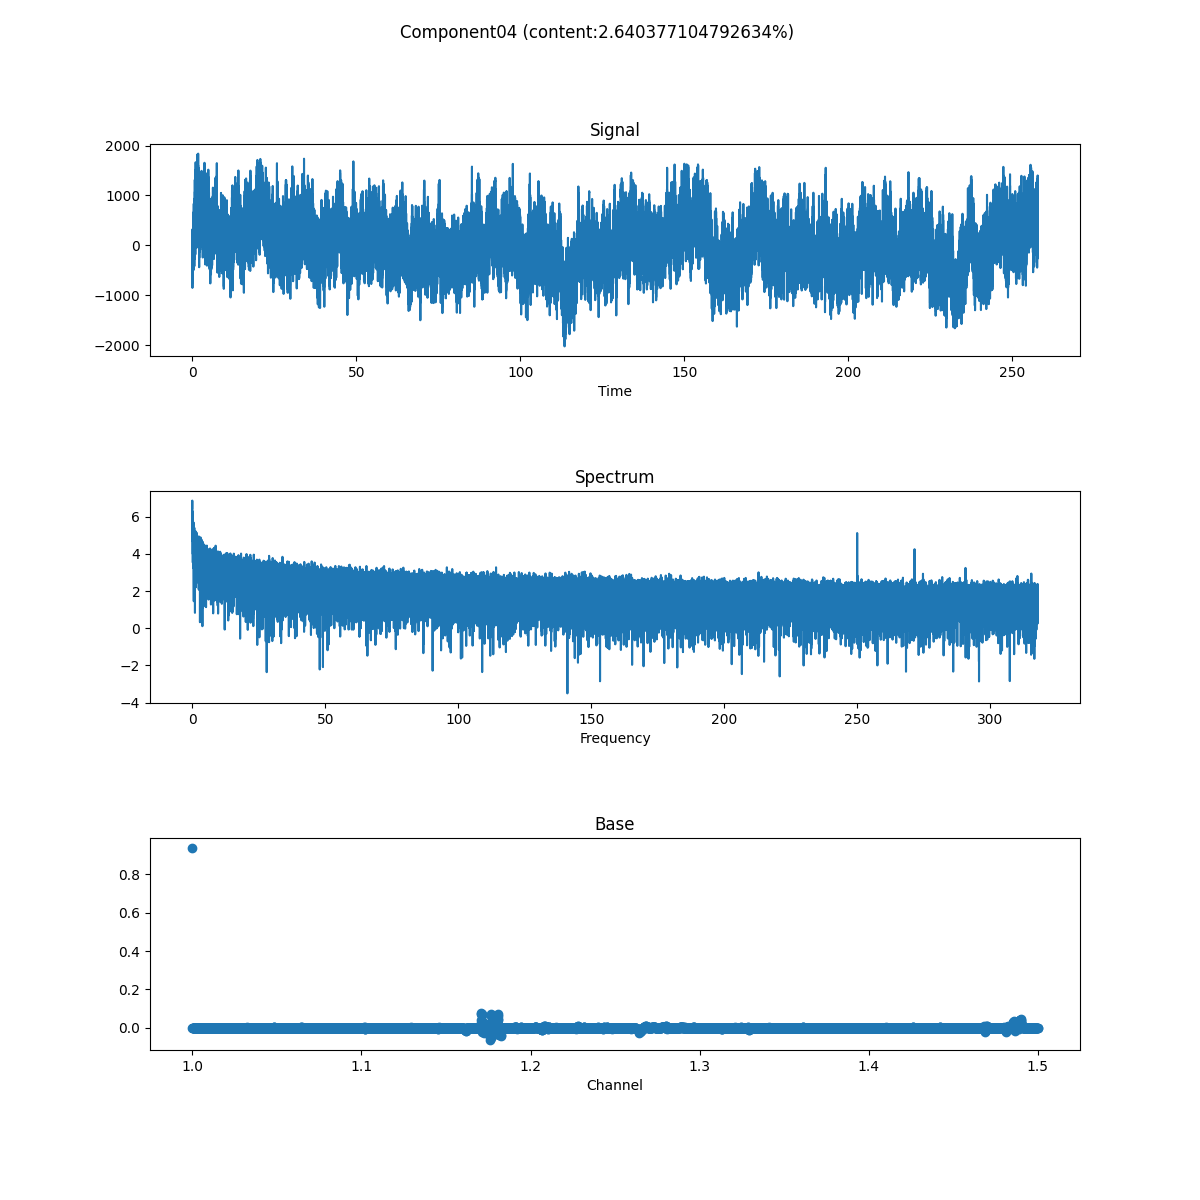 Component04 (content:2.640377104792634%)
Signal
2000
1000
0
−1000
−2000
0 50 100 150 200 250
Time
Spectrum
6
4
2
0
−2
−4
0 50 100 150 200 250 300
Frequency
Base
0.8
0.6
0.4
0.2
0.0
1.0 1.1 1.2 1.3 1.4 1.5
Channel